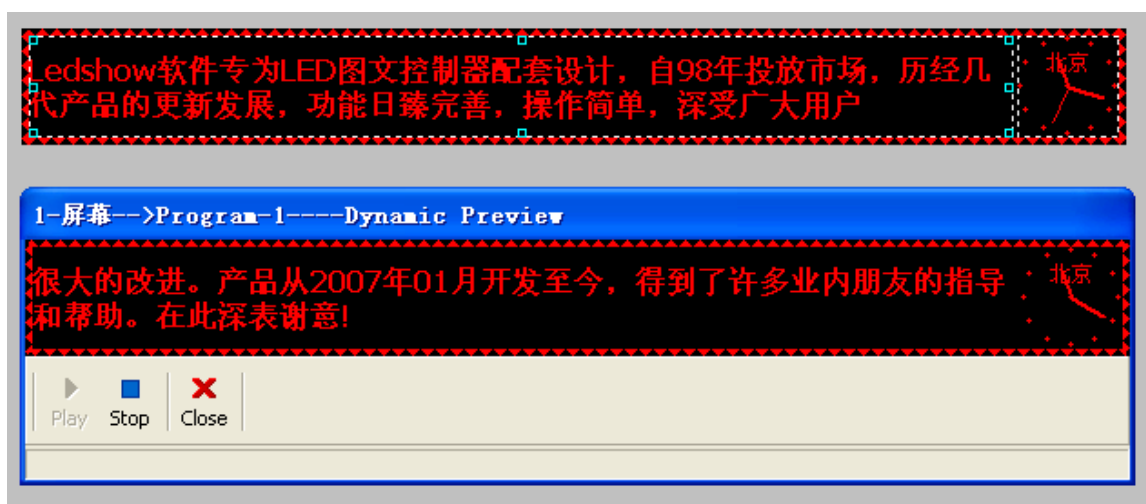 Ledshow软件专为LED图文控制器配套设计，自98年投放市场，历经几
代产品的更新发展，功能日臻完善，操作简单，深受广大用户
北京
1-屏幕-->Program-1----Dynamic Preview
很大的改进。产品从2007年01月开发至今，得到了许多业内朋友的指导
和帮助。在此深表谢意!
北京
Play Stop Close